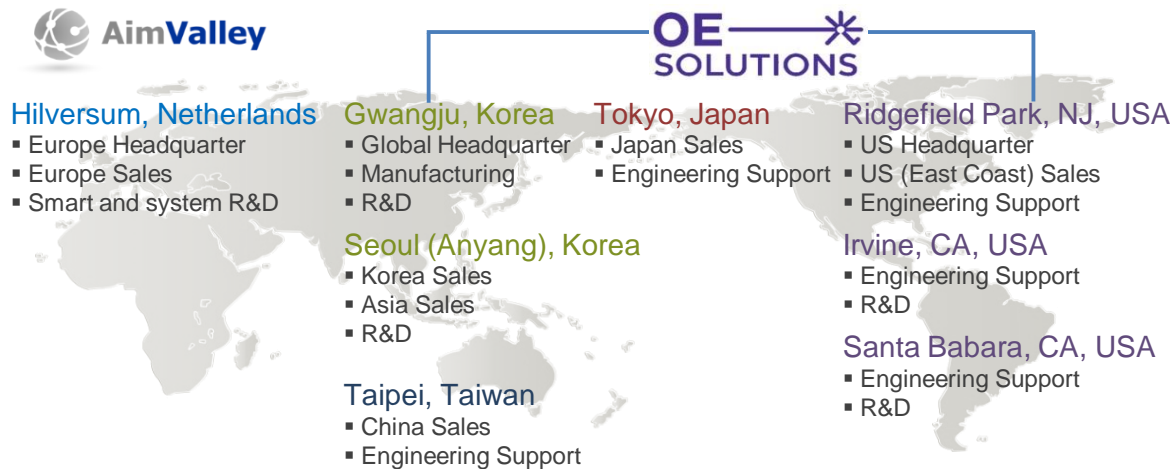 AimValley
OE
SOLUTIONS
Hilversum, Netherlands
▪ Europe Headquarter
▪ Europe Sales
▪ Smart and system R&D
Gwangju, Korea
▪ Global Headquarter
▪ Manufacturing
▪ R&D
Seoul (Anyang), Korea
▪ Korea Sales
▪ Asia Sales
▪ R&D
Taipei, Taiwan
▪ China Sales
▪ Engineering Support
Tokyo, Japan
▪ Japan Sales
▪ Engineering Support
Ridgefield Park, NJ, USA
▪ US Headquarter
▪ US (East Coast) Sales
▪ Engineering Support
Irvine, CA, USA
▪ Engineering Support
▪ R&D
Santa Babara, CA, USA
▪ Engineering Support
▪ R&D